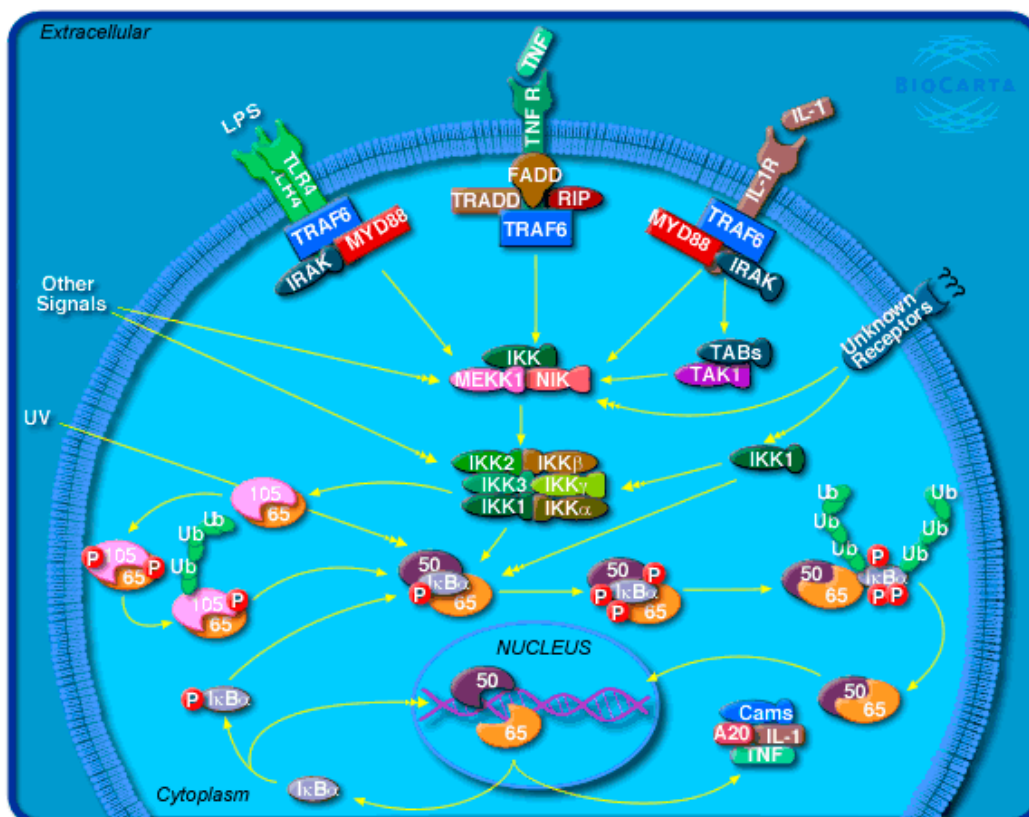 Extracellular
BIOCARTA
TNF
TNF R
LPS
TLR4
TLR4
IL-1
IL-1R
FADD
TRADD
RIP
TRAF6
TRAF6
MYD88
IRAK
MYD88
TRAF6
IRAK
Other
Signals
???
Unknown
Receptors
IKK
MEKK1
NIK
TABs
TAK1
UV
IKK2
IKKβ
IKK3
IKKγ
IKK1
IKKα
IKK1
105
65
Ub
Ub
P
105
65
P
105
P
65
50
IκBα
P
65
50
P
IκBα
P
P
65
Ub
Ub
Ub
Ub
Ub
P
50
IκBα
65
P
P
NUCLEUS
50
65
P
IκBα
50
65
Cams
A20
IL-1
TNF
IκBα
Cytoplasm